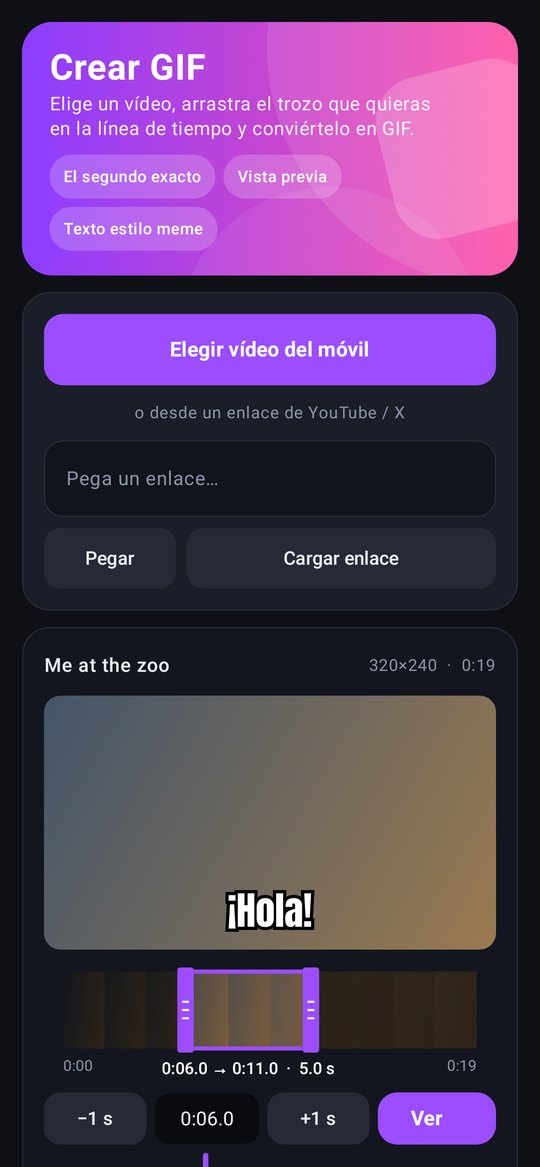 Crear GIF
Elige un vídeo, arrastra el trozo que quieras
en la línea de tiempo y conviértelo en GIF.
El segundo exacto
Vista previa
Texto estilo meme
Elegir vídeo del móvil
o desde un enlace de YouTube / X
Pega un enlace…
Pegar
Cargar enlace
Me at the zoo
320×240 · 0:19
¡Hola!
0:00
0:06.0 → 0:11.0 · 5.0 s
0:19
−1 s
0:06.0
+1 s
Ver